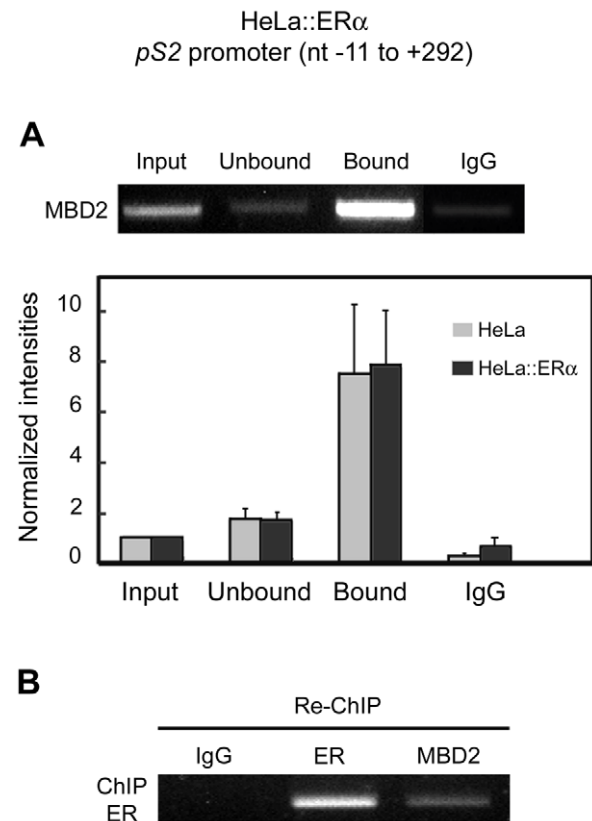 HeLa::ERα
pS2 promoter (nt -11 to +292)
A
Input Unbound Bound IgG
MBD2
Normalized intensities
10
8
6
4
2
0
HeLa
HeLa::ERα
Input Unbound Bound IgG
B
Re-ChIP
IgG ER MBD2
ChIP
ER